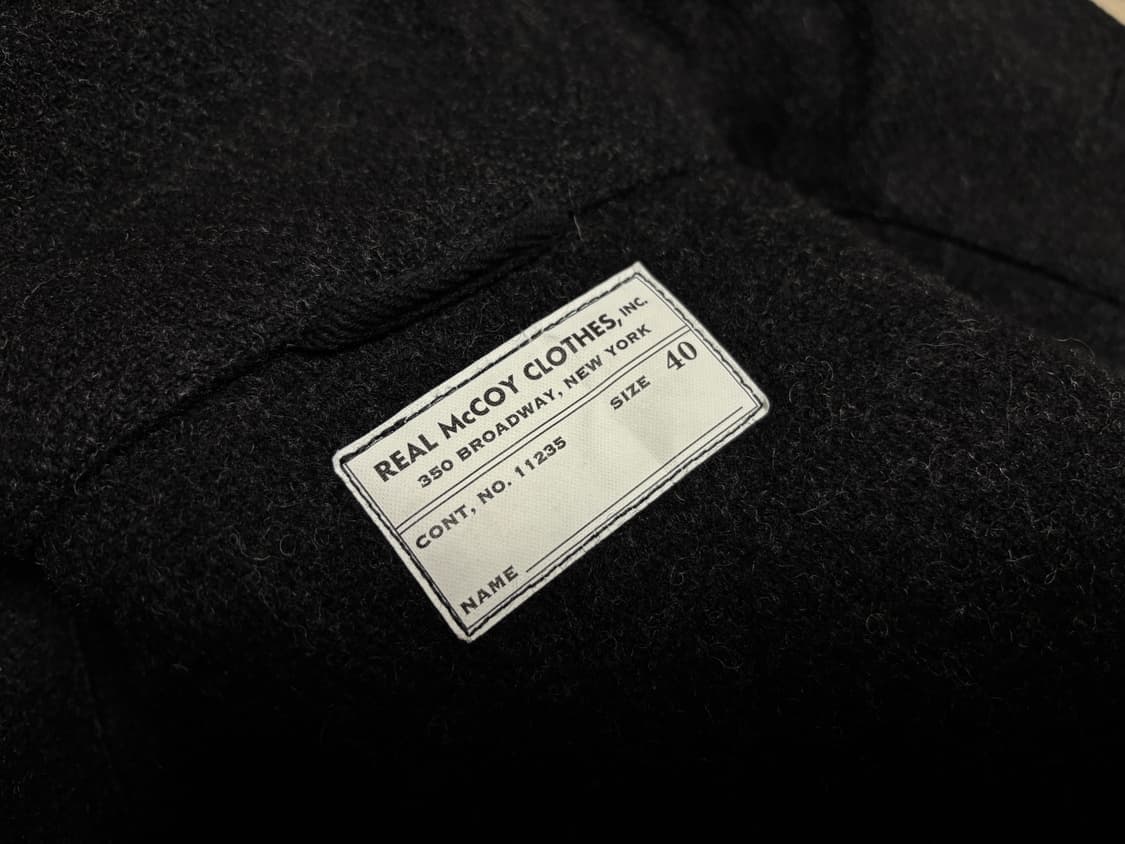 REAL McCOY CLOTHES, INC.
350 BROADWAY, NEW YORK
CONT, NO. 11235 SIZE 40
NAME